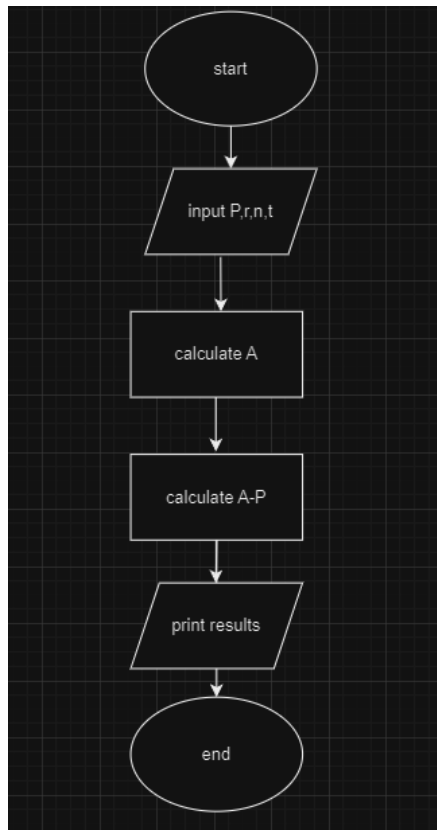 start
input P,r,n,t
calculate A
calculate A-P
print results
end